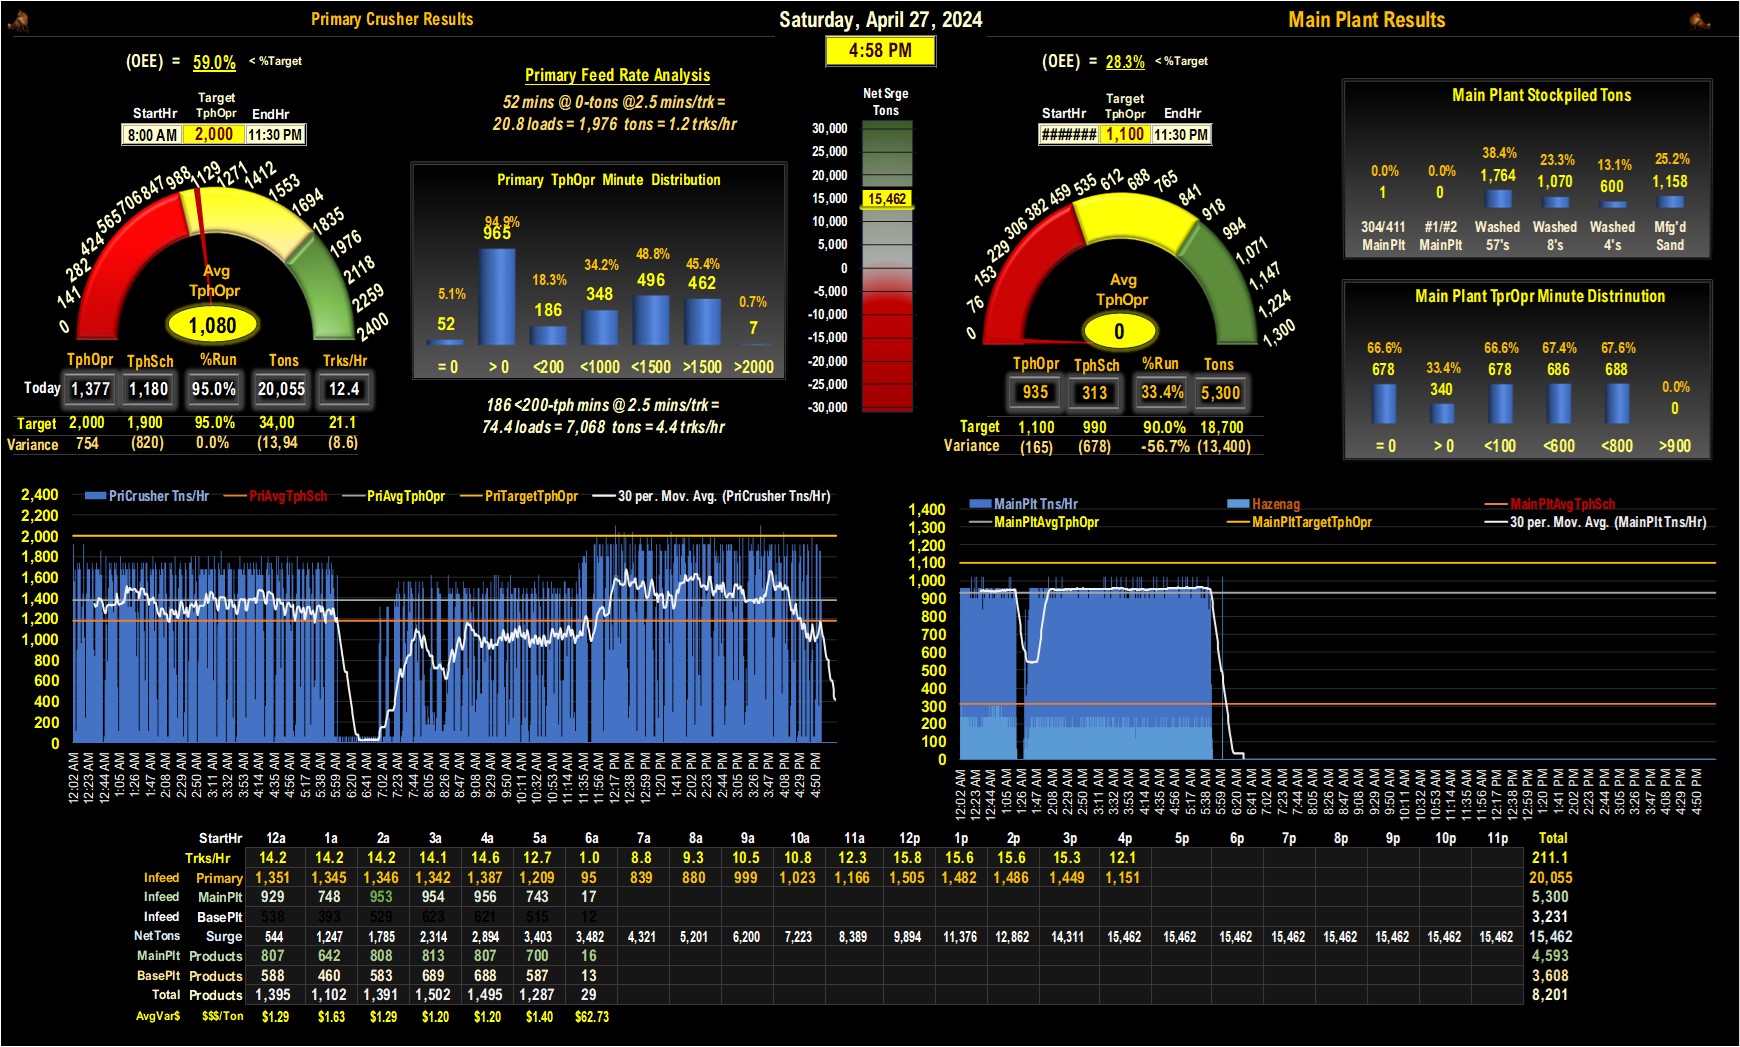 Primary Crusher Results
Saturday, April 27, 2024
Main Plant Results
4:58 PM
(OEE) = 59.0% < %Target
StartHr Target TphOpr EndHr
8:00 AM 2,000 11:30 PM
0 141 282 424 565 706 847 988 1129 1271 1412 1553 1694 1835 1976 2118 2259 2400
Avg
TphOpr
1,080
TphOpr TphSch %Run Tons Trks/Hr
Today 1,377 1,180 95.0% 20,055 12.4
Target 2,000 1,900 95.0% 34,00 21.1
Variance 754 (820) 0.0% (13,94 (8.6)
Primary Feed Rate Analysis
52 mins @ 0-tons @2.5 mins/trk =
20.8 loads = 1,976 tons = 1.2 trks/hr
Primary TphOpr Minute Distribution
5.1% 94.9% 18.3% 34.2% 48.8% 45.4% 0.7%
52 965 186 348 496 462 7
= 0 > 0 <200 <1000 <1500 >1500 >2000
186 <200-tph mins @ 2.5 mins/trk =
74.4 loads = 7,068 tons = 4.4 trks/hr
Net Srge
Tons
30,000
25,000
20,000
15,000
15,462
10,000
5,000
0
-5,000
-10,000
-15,000
-20,000
-25,000
-30,000
(OEE) = 28.3% < %Target
StartHr Target TphOpr EndHr
####### 1,100 11:30 PM
0 76 153 229 306 382 459 535 612 688 765 841 918 994 1,071 1,147 1,224 1,300
Avg
TphOpr
0
TphOpr TphSch %Run Tons
935 313 33.4% 5,300
Target 1,100 990 90.0% 18,700
Variance (165) (678) -56.7% (13,400)
Main Plant Stockpiled Tons
0.0% 0.0% 38.4% 23.3% 13.1% 25.2%
1 0 1,764 1,070 600 1,158
304/411 #1/#2 Washed Washed Washed Mfg'd
MainPlt MainPlt 57's 8's 4's Sand
Main Plant TprOpr Minute Distrinution
66.6% 33.4% 66.6% 67.4% 67.6% 0.0%
678 340 678 686 688 0
= 0 > 0 <100 <600 <800 >900
PriCrusher Tns/Hr PriAvgTphSch PriAvgTphOpr PriTargetTphOpr 30 per. Mov. Avg. (PriCrusher Tns/Hr)
2,400
2,200
2,000
1,800
1,600
1,400
1,200
1,000
800
600
400
200
0
12:02 AM 12:23 AM 12:44 AM 1:05 AM 1:26 AM 1:47 AM 2:08 AM 2:29 AM 2:50 AM 3:11 AM 3:32 AM 3:53 AM 4:14 AM 4:35 AM 4:56 AM 5:17 AM 5:38 AM 5:59 AM 6:20 AM 6:41 AM 7:02 AM 7:23 AM 7:44 AM 8:05 AM 8:26 AM 8:47 AM 9:08 AM 9:29 AM 9:50 AM 10:11 AM 10:32 AM 10:53 AM 11:14 AM 11:35 AM 11:56 AM 12:17 PM 12:38 PM 12:59 PM 1:20 PM 1:41 PM 2:02 PM 2:23 PM 2:44 PM 3:05 PM 3:26 PM 3:47 PM 4:08 PM 4:29 PM 4:50 PM
MainPlt Tns/Hr Hazenag MainPltAvgTphSch
MainPltAvgTphOpr MainPltTargetTphOpr 30 per. Mov. Avg. (MainPlt Tns/Hr)
1,400
1,300
1,200
1,100
1,000
900
800
700
600
500
400
300
200
100
0
12:02 AM 12:23 AM 12:44 AM 1:05 AM 1:26 AM 1:47 AM 2:08 AM 2:29 AM 2:50 AM 3:11 AM 3:32 AM 3:53 AM 4:14 AM 4:35 AM 4:56 AM 5:17 AM 5:38 AM 5:59 AM 6:20 AM 6:41 AM 7:02 AM 7:23 AM 7:44 AM 8:05 AM 8:26 AM 8:47 AM 9:08 AM 9:29 AM 9:50 AM 10:11 AM 10:32 AM 10:53 AM 11:14 AM 11:35 AM 11:56 AM 12:17 PM 12:38 PM 12:59 PM 1:20 PM 1:41 PM 2:02 PM 2:23 PM 2:44 PM 3:05 PM 3:26 PM 3:47 PM 4:08 PM 4:29 PM 4:50 PM
StartHr 12a 1a 2a 3a 4a 5a 6a 7a 8a 9a 10a 11a 12p 1p 2p 3p 4p 5p 6p 7p 8p 9p 10p 11p Total
Trks/Hr 14.2 14.2 14.2 14.1 14.6 12.7 1.0 8.8 9.3 10.5 10.8 12.3 15.8 15.6 15.6 15.3 12.1 211.1
Infeed Primary 1,351 1,345 1,346 1,342 1,387 1,209 95 839 880 999 1,023 1,166 1,505 1,482 1,486 1,449 1,151 20,055
Infeed MainPlt 929 748 953 954 956 743 17 5,300
Infeed BasePlt 538 393 529 623 621 515 12 3,231
NetTons Surge 544 1,247 1,785 2,314 2,894 3,403 3,482 4,321 5,201 6,200 7,223 8,389 9,894 11,376 12,862 14,311 15,462 15,462 15,462 15,462 15,462 15,462 15,462 15,462 15,462
MainPlt Products 807 642 808 813 807 700 16 4,593
BasePlt Products 588 460 583 689 688 587 13 3,608
Total Products 1,395 1,102 1,391 1,502 1,495 1,287 29 8,201
AvgVar$ $$$/Ton $1.29 $1.63 $1.29 $1.20 $1.20 $1.40 $62.73